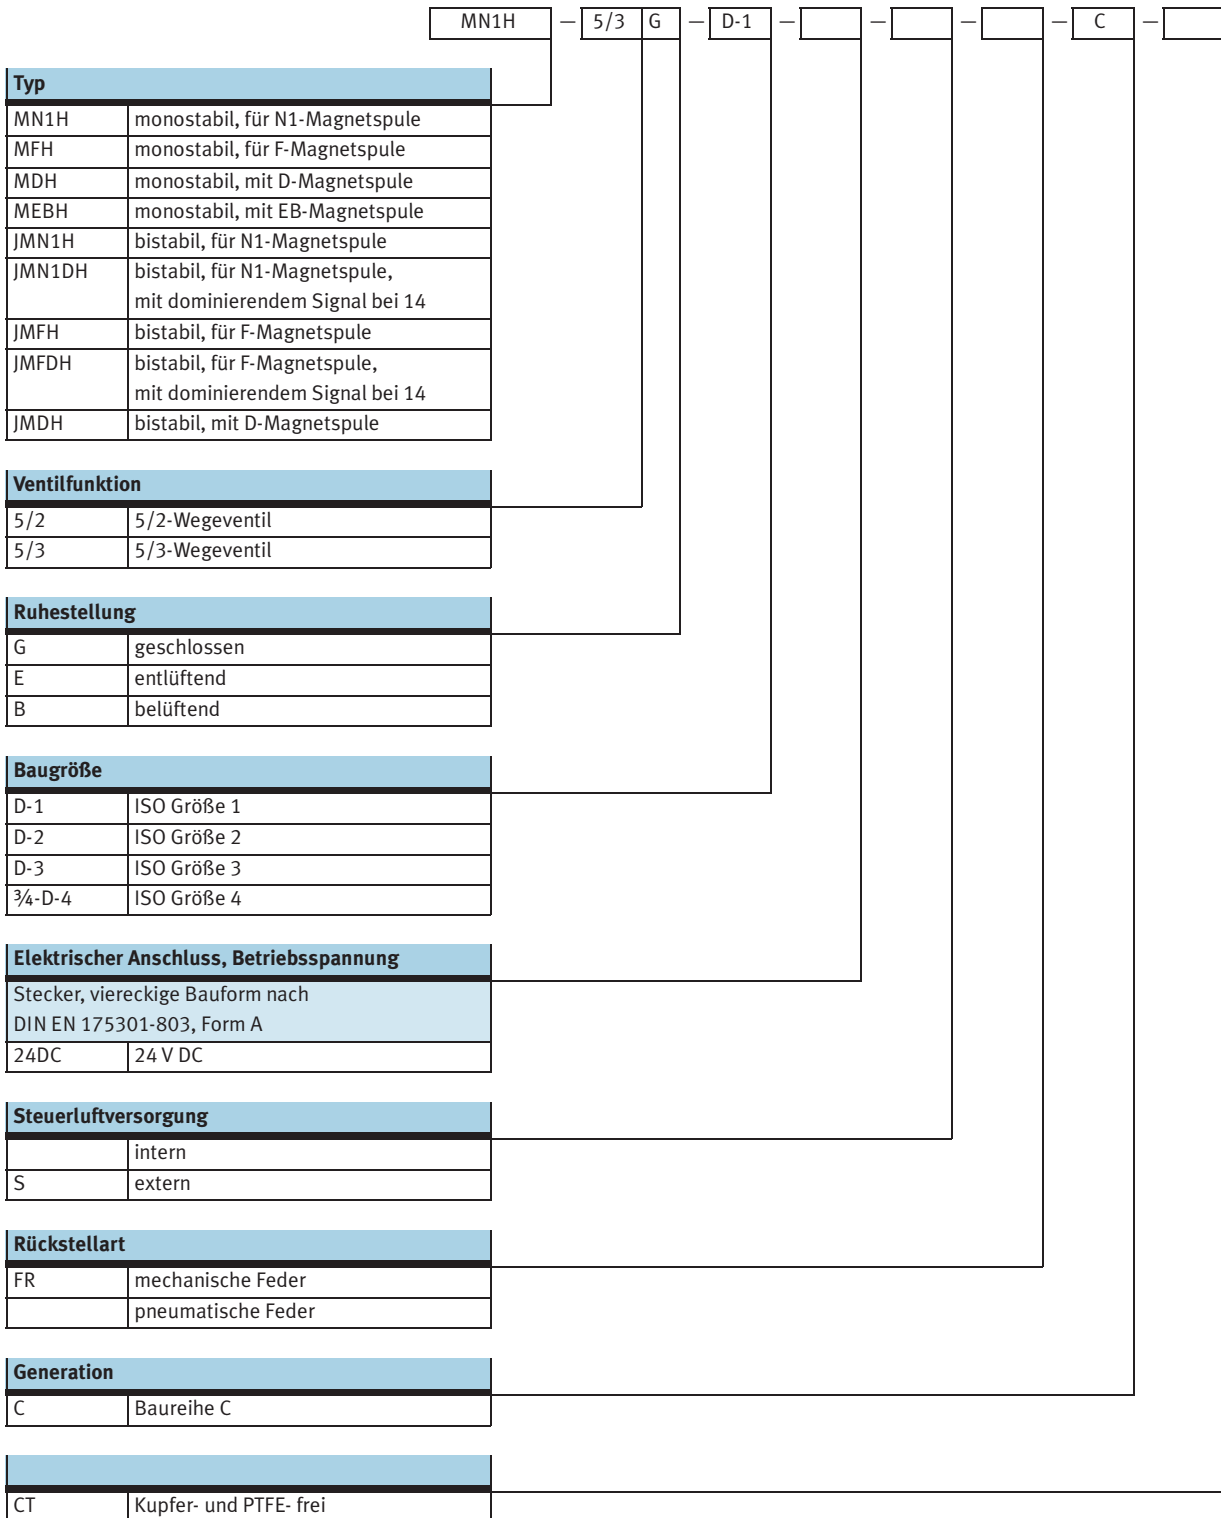 MN1H — 5/3 G — D-1 — — — — C —
Typ
MN1H monostabil, für N1-Magnetspule
MFH monostabil, für F-Magnetspule
MDH monostabil, mit D-Magnetspule
MEBH monostabil, mit EB-Magnetspule
JMN1H bistabil, für N1-Magnetspule
JMN1DH bistabil, für N1-Magnetspule,
mit dominierendem Signal bei 14
JMFH bistabil, für F-Magnetspule
JMFDH bistabil, für F-Magnetspule,
mit dominierendem Signal bei 14
JMDH bistabil, mit D-Magnetspule
Ventilfunktion
5/2 5/2-Wegeventil
5/3 5/3-Wegeventil
Ruhestellung
G geschlossen
E entlüftend
B belüftend
Baugröße
D-1 ISO Größe 1
D-2 ISO Größe 2
D-3 ISO Größe 3
¾-D-4 ISO Größe 4
Elektrischer Anschluss, Betriebsspannung
Stecker, viereckige Bauform nach
DIN EN 175301-803, Form A
24DC 24 V DC
Steuerluftversorgung
intern
S extern
Rückstellart
FR mechanische Feder
pneumatische Feder
Generation
C Baureihe C
CT Kupfer- und PTFE- frei